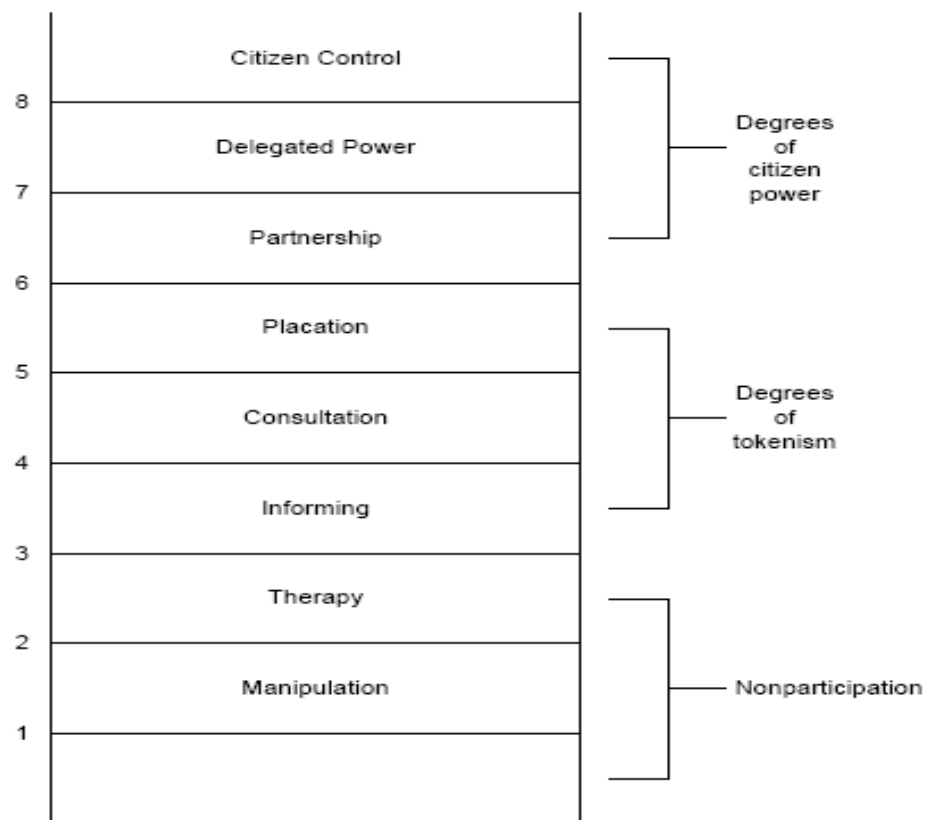 Citizen Control
8
Delegated Power
Degrees
of
citizen
power
7
Partnership
6
Placation
5
Consultation
Degrees
of
tokenism
4
Informing
3
Therapy
2
Manipulation
Nonparticipation
1